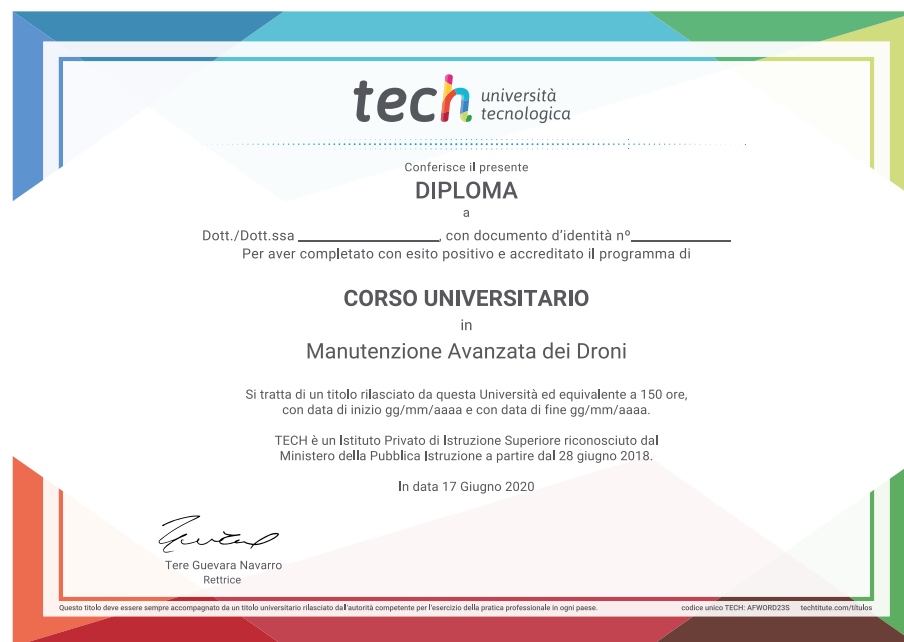 tech università
tecnologica
Conferisce il presente
DIPLOMA
a
Dott./Dott.ssa ____________________, con documento d'identità nº______________
Per aver completato con esito positivo e accreditato il programma di
CORSO UNIVERSITARIO
in
Manutenzione Avanzata dei Droni
Si tratta di un titolo rilasciato da questa Università ed equivalente a 150 ore,
con data di inizio gg/mm/aaaa e con data di fine gg/mm/aaaa.
TECH è un Istituto Privato di Istruzione Superiore riconosciuto dal
Ministero della Pubblica Istruzione a partire dal 28 giugno 2018.
In data 17 Giugno 2020
Tere Guevara Navarro
Rettrice
Questo titolo deve essere sempre accompagnato da un titolo universitario rilasciato dall'autorità competente per l'esercizio della pratica professionale in ogni paese. codice unico TECH: AFWORD23S techtitute.com/títulos